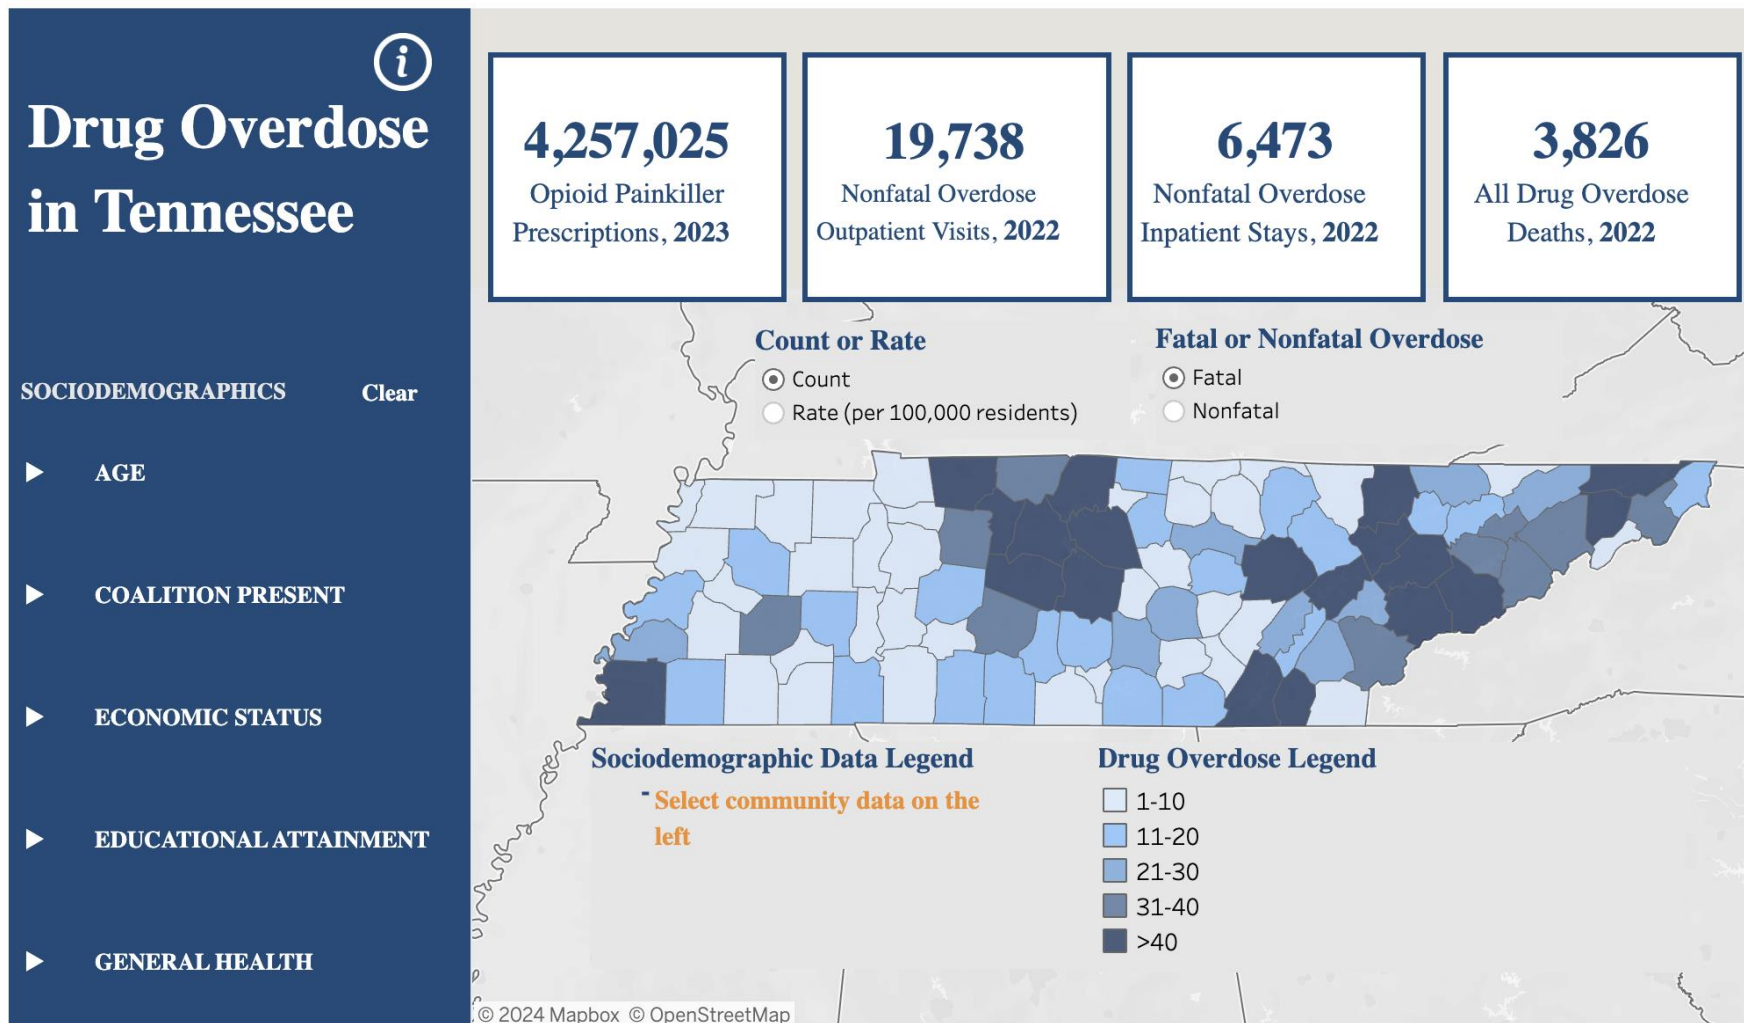 Drug Overdose
in Tennessee
SOCIODEMOGRAPHICS
Clear
AGE
COALITION PRESENT
ECONOMIC STATUS
EDUCATIONAL ATTAINMENT
GENERAL HEALTH
4,257,025
Opioid Painkiller
Prescriptions, 2023
19,738
Nonfatal Overdose
Outpatient Visits, 2022
6,473
Nonfatal Overdose
Inpatient Stays, 2022
3,826
All Drug Overdose
Deaths, 2022
Count or Rate
Count
Rate (per 100,000 residents)
Fatal or Nonfatal Overdose
Fatal
Nonfatal
Sociodemographic Data Legend
- Select community data on the
left
Drug Overdose Legend
1-10
11-20
21-30
31-40
>40
© 2024 Mapbox © OpenStreetMap